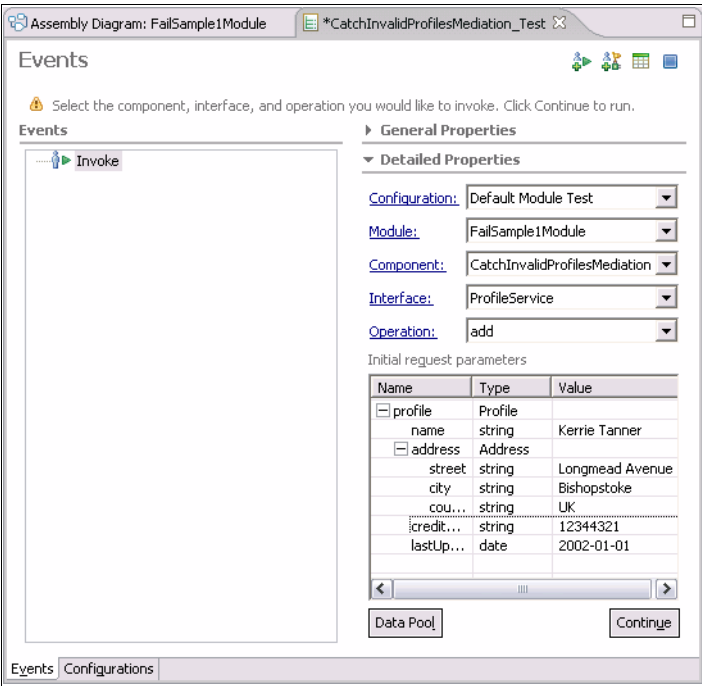 Assembly Diagram: FailSample1Module
*CatchInvalidProfilesMediation_Test
Events
Select the component, interface, and operation you would like to invoke. Click Continue to run.
Events
Invoke
General Properties
Detailed Properties
Configuration: Default Module Test
Module: FailSample1Module
Component: CatchInvalidProfilesMediation
Interface: ProfileService
Operation: add
Initial request parameters
Name Type Value
profile Profile
name string Kerrie Tanner
address Address
street string Longmead Avenue
city string Bishopstoke
cou... string UK
credit... string 12344321
lastUp... date 2002-01-01
Data Pool Continue
Events Configurations